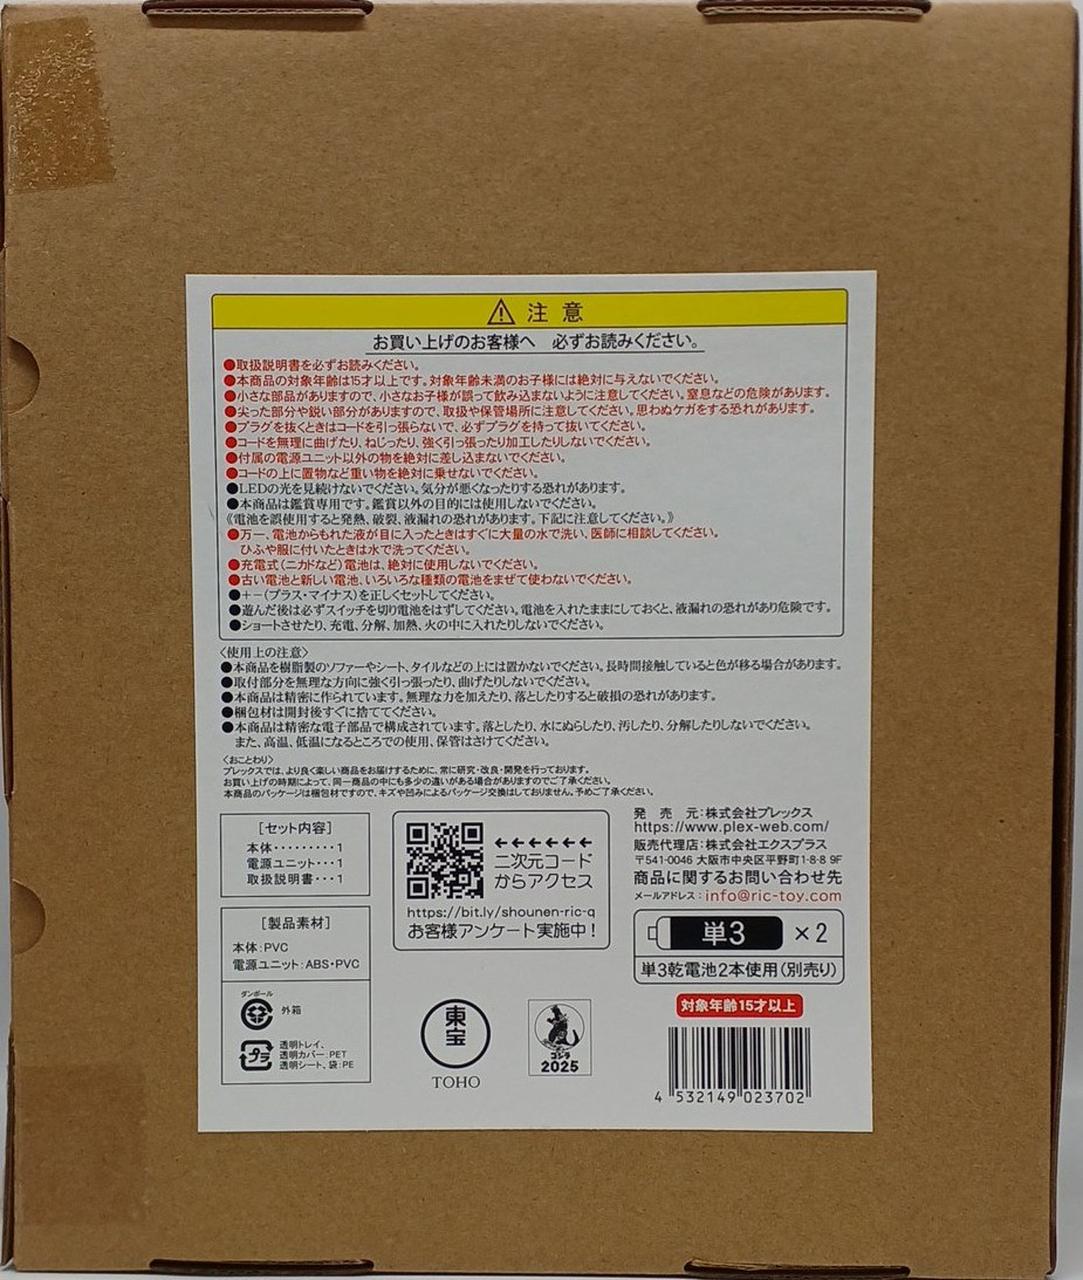 注 意
お買い上げのお客様へ 必ずお読みください。
●取扱説明書を必ずお読みください。
●本商品の対象年齢は15才以上です。対象年齢未満のお子様には絶対に与えないでください。
●小さな部品がありますので、小さなお子様が誤って飲み込まないように注意してください。窒息などの危険があります。
●尖った部分や鋭い部分がありますので、取扱や保管場所に注意してください。思わぬケガをする恐れがあります。
●プラグを抜くときはコードを引っ張らないで、必ずプラグを持って抜いてください。
●コードを無理に曲げたり、ねじったり、強く引っ張ったり加工したりしないでください。
●付属の電源ユニット以外の物を絶対に差し込まないでください。
●コードの上に置物など重い物を絶対に乗せないでください。
●LEDの光を見続けないでください。気分が悪くなったりする恐れがあります。
●本商品は鑑賞専用です。鑑賞以外の目的には使用しないでください。
《電池を誤使用すると発熱、破裂、液漏れの恐れがあります。下記に注意してください。》
●万一、電池からもれた液が目に入ったときはすぐに大量の水で洗い、医師に相談してください。
ひふや服に付いたときは水で洗ってください。
●充電式(ニカドなど)電池は、絶対に使用しないでください。
●古い電池と新しい電池、いろいろな種類の電池をまぜて使わないでください。
●+−(プラス・マイナス)を正しくセットしてください。
●遊んだ後は必ずスイッチを切り電池をはずしてください。電池を入れたままにしておくと、液漏れの恐れがあり危険です。
●ショートさせたり、充電、分解、加熱、火の中に入れたりしないでください。
〈使用上の注意〉
●本商品を樹脂製のソファーやシート、タイルなどの上には置かないでください。長時間接触していると色が移る場合があります。
●取付部分を無理な方向に強く引っ張ったり、曲げたりしないでください。
●本商品は精密に作られています。無理な力を加えたり、落としたりすると破損の恐れがあります。
●梱包材は開封後すぐに捨ててください。
●本商品は精密な電子部品で構成されています。落としたり、水にぬらしたり、汚したり、分解したりしないでください。
また、高温、低温になるところでの使用、保管はさけてください。
〈おことわり〉
プレックスでは、より良く楽しい商品をお届けするために、常に研究・改良・開発を行っております。
お買い上げの時期によって、同一商品の中にも多少の違いがある場合がありますのでご了承ください。
本商品のパッケージは梱包材ですので、キズや凹みによるパッケージ交換はしておりません。予めご了承ください。
[セット内容]
本体・・・・・・・・・1
電源ユニット・・・1
取扱説明書・・・1
[製品素材]
本体:PVC
電源ユニット:ABS・PVC
ダンボール
外箱
プラ
透明トレイ、
透明カバー:PET
透明シート、袋:PE
←←←←←←
二次元コード
からアクセス
https://bit.ly/shounen-ric-q
お客様アンケート実施中!
東宝
TOHO
ゴジラ
2025
発 売 元:株式会社プレックス
https://www.plex-web.com/
販売代理店:株式会社エクスプラス
〒541-0046 大阪市中央区平野町1-8-8 9F
商品に関するお問い合わせ先
メールアドレス:info@ric-toy.com
単3 ×2
単3乾電池2本使用(別売り)
対象年齢15才以上
4 532149 023702